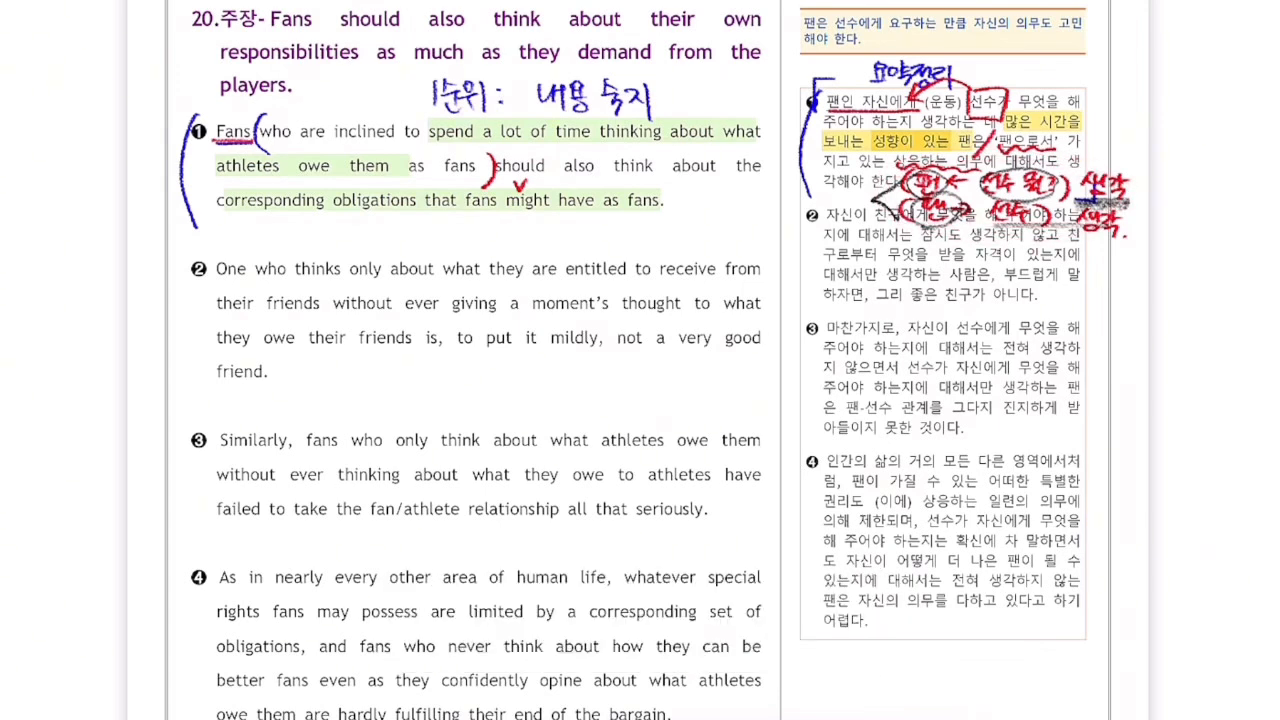 20.주장- Fans should also think about their own
responsibilities as much as they demand from the
players.
1순위 : 내용 숙지
❶ Fans who are inclined to spend a lot of time thinking about what
athletes owe them as fans should also think about the
corresponding obligations that fans might have as fans.
❷ One who thinks only about what they are entitled to receive from
their friends without ever giving a moment's thought to what
they owe their friends is, to put it mildly, not a very good
friend.
❸ Similarly, fans who only think about what athletes owe them
without ever thinking about what they owe to athletes have
failed to take the fan/athlete relationship all that seriously.
❹ As in nearly every other area of human life, whatever special
rights fans may possess are limited by a corresponding set of
obligations, and fans who never think about how they can be
better fans even as they confidently opine about what athletes
owe them are hardly fulfilling their end of the bargain.
팬은 선수에게 요구하는 만큼 자신의 의무도 고민
해야 한다.
요약정리
❶ 팬인 자신에게 (운동) 선수가 무엇을 해
주어야 하는지 생각하는 데 많은 시간을
보내는 성향이 있는 팬은 '팬으로서' 가
지고 있는 상응하는 의무에 대해서도 생
각해야 한다.
생각
생각.
❷ 자신이 친구에게 무엇을 해 주어야 하는
지에 대해서는 잠시도 생각하지 않고 친
구로부터 무엇을 받을 자격이 있는지에
대해서만 생각하는 사람은, 부드럽게 말
하자면, 그리 좋은 친구가 아니다.
❸ 마찬가지로, 자신이 선수에게 무엇을 해
주어야 하는지에 대해서는 전혀 생각하
지 않으면서 선수가 자신에게 무엇을 해
주어야 하는지에 대해서만 생각하는 팬
은 팬-선수 관계를 그다지 진지하게 받
아들이지 못한 것이다.
❹ 인간의 삶의 거의 모든 다른 영역에서처
럼, 팬이 가질 수 있는 어떠한 특별한
권리도 (이에) 상응하는 일련의 의무에
의해 제한되며, 선수가 자신에게 무엇을
해 주어야 하는지는 확신에 차 말하면서
도 자신이 어떻게 더 나은 팬이 될 수
있는지에 대해서는 전혀 생각하지 않는
팬은 자신의 의무를 다하고 있다고 하기
어렵다.